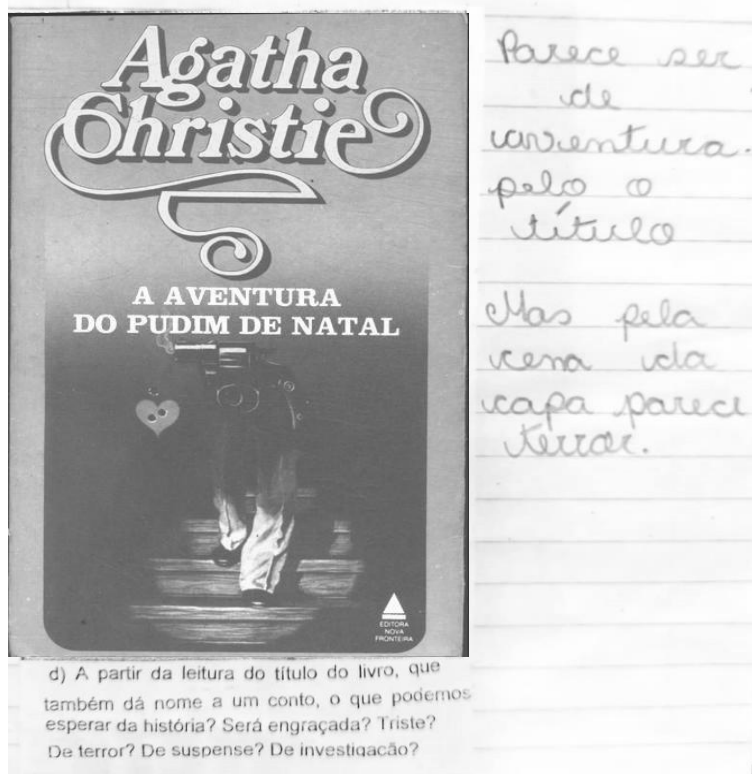 Agatha
Christie
A AVENTURA
DO PUDIM DE NATAL
EDITORA
NOVA
FRONTEIRA
d) A partir da leitura do título do livro, que
também dá nome a um conto, o que podemos
esperar da história? Será engraçada? Triste?
De terror? De suspense? De investigação?
Parece ser
de
aventura.
pelo o
título
Mas pela
cena da
capa parece
terror.